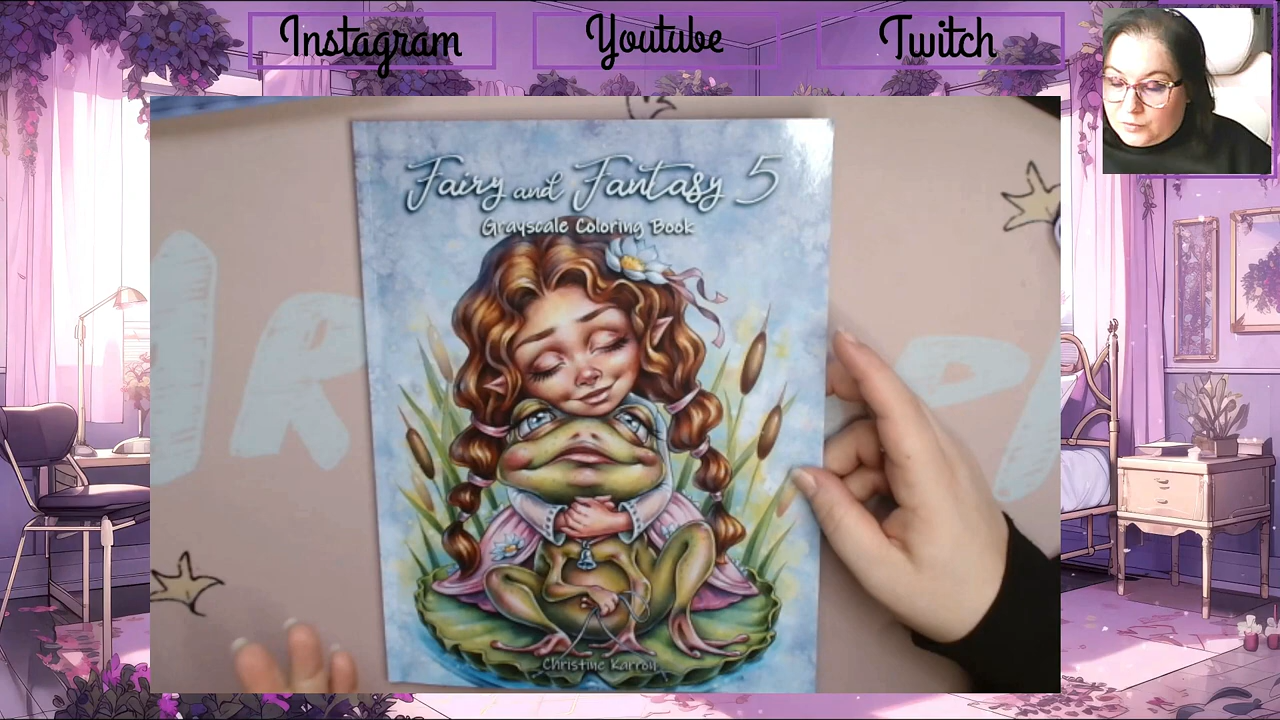 Instagram
Youtube
Twitch
Fairy and Fantasy 5
Grayscale Coloring Book
Christine Karron